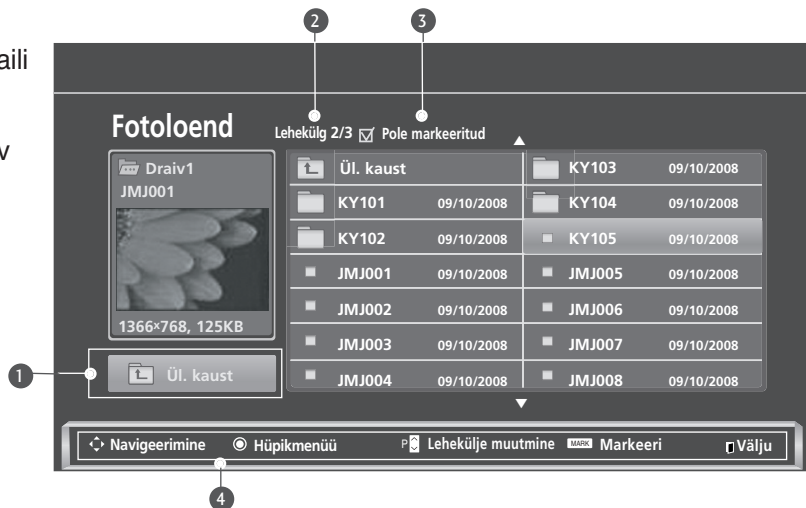 2 3
aili
v
Fotoloend
Lehekülg 2/3 Pole markeeritud
Draiv1
JMJ001
1366×768, 125KB
Ül. kaust
KY101 09/10/2008
KY102 09/10/2008
JMJ001 09/10/2008
JMJ002 09/10/2008
JMJ003 09/10/2008
JMJ004 09/10/2008
KY103 09/10/2008
KY104 09/10/2008
KY105 09/10/2008
JMJ005 09/10/2008
JMJ006 09/10/2008
JMJ007 09/10/2008
JMJ008 09/10/2008
1
Ül. kaust
Navigeerimine Hüpikmenüü P Lehekülje muutmine MARK Markeeri Välju
4